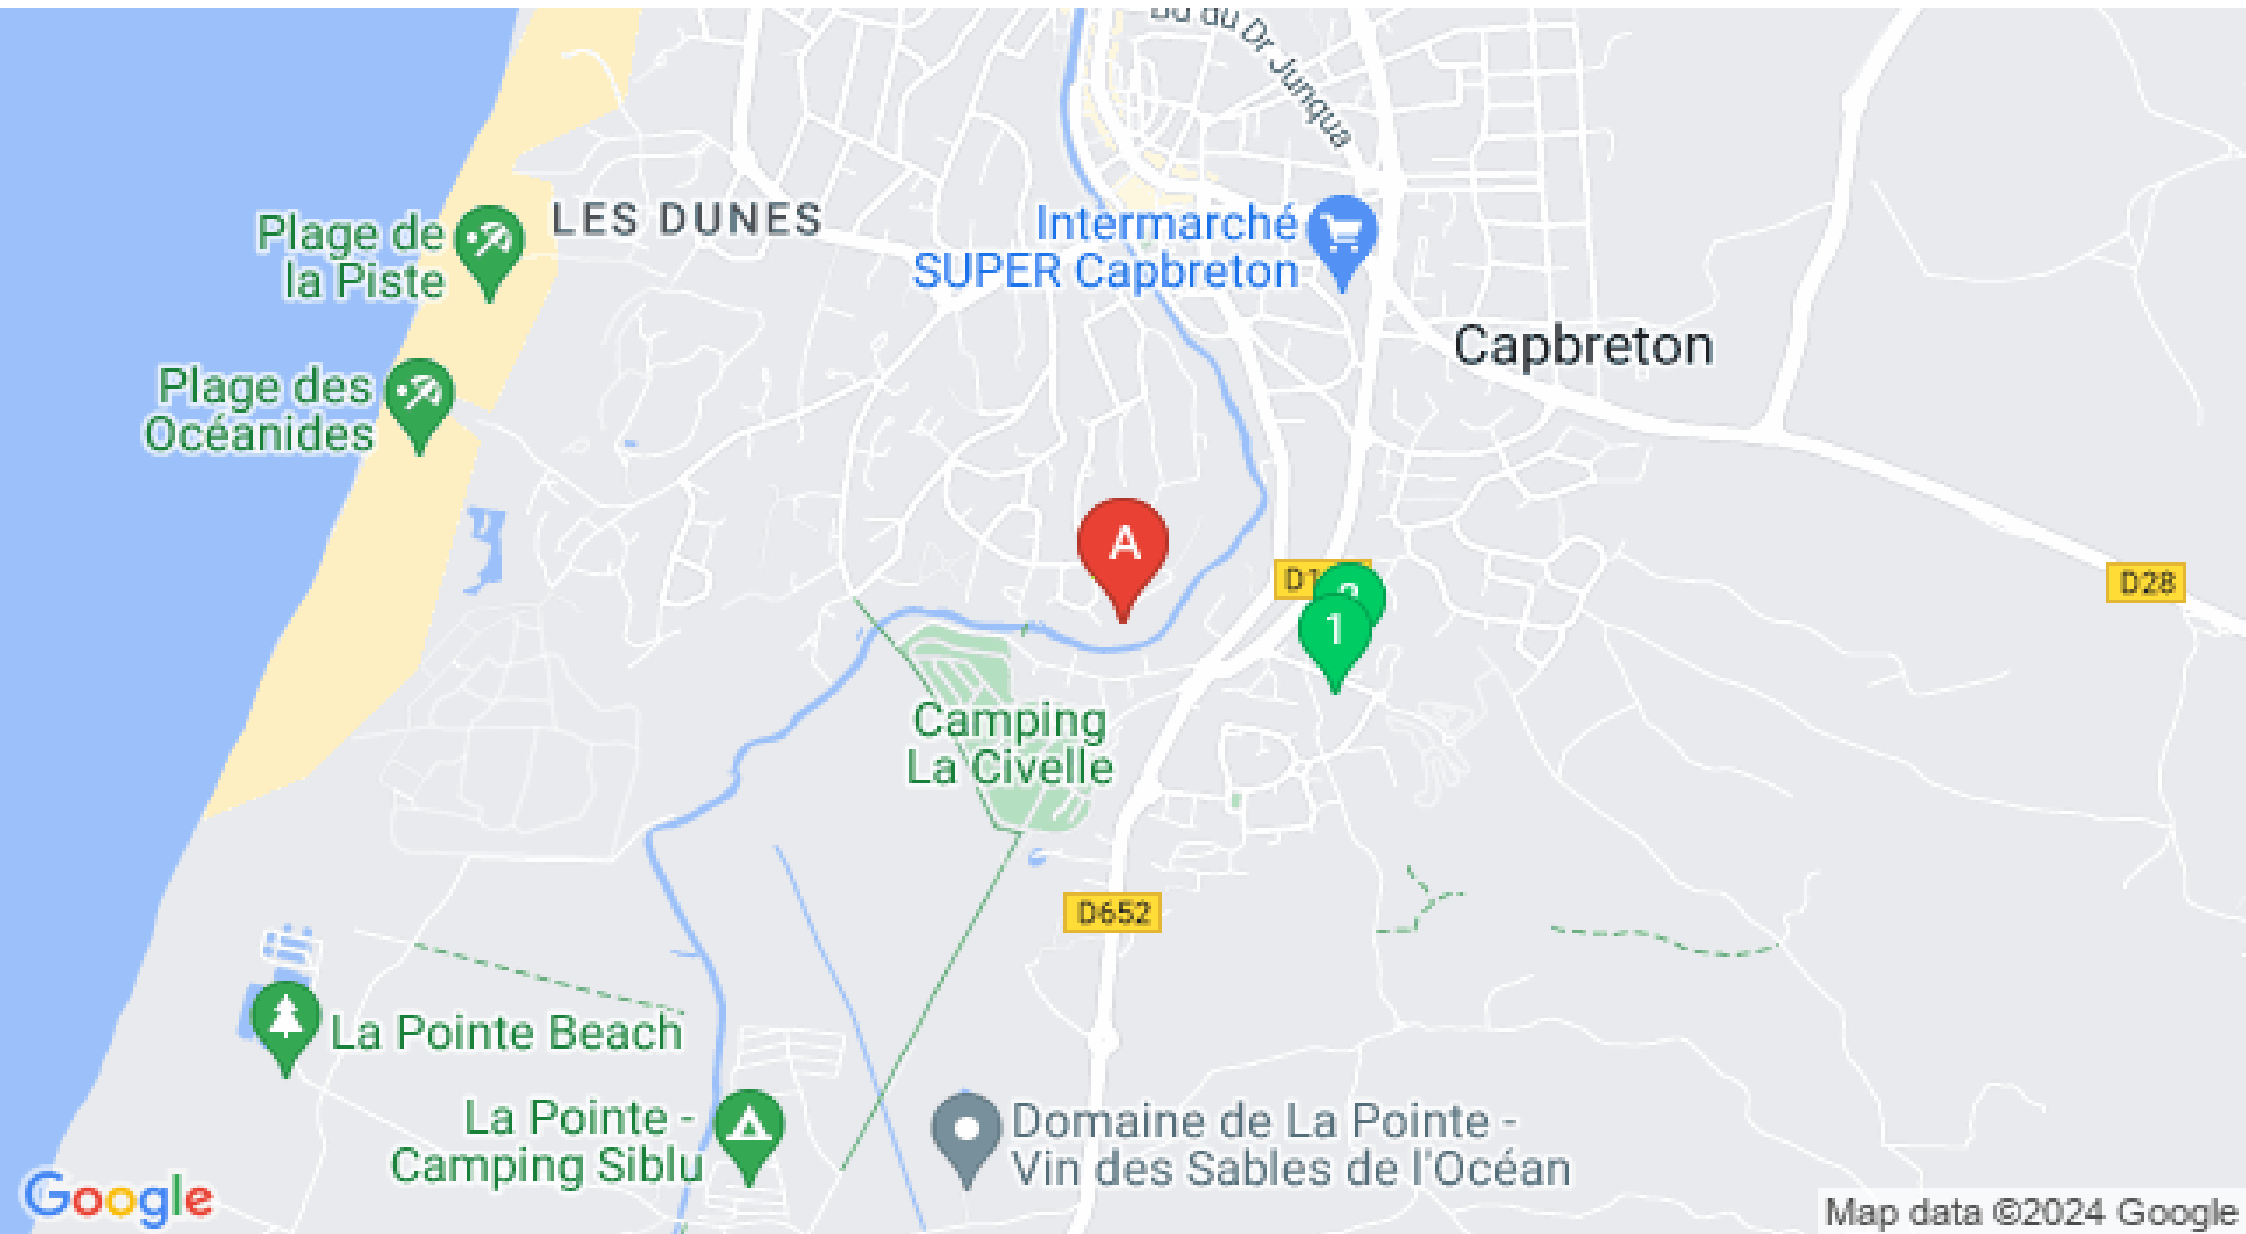 Bd du Dr Junqua
Plage de
la Piste
LES DUNES
Intermarché
SUPER Capbreton
Capbreton
Plage des
Océanides
A
D28
1
Camping
La Civelle
D652
La Pointe Beach
La Pointe -
Camping Siblu
Domaine de La Pointe -
Vin des Sables de l'Océan
Google
Map data ©2024 Google